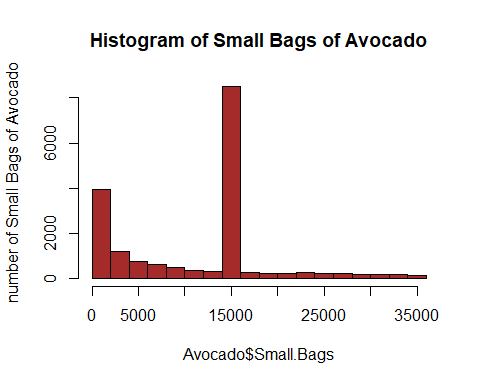 Histogram of Small Bags of Avocado
number of Small Bags of Avocado
6000
2000
0
0 5000 15000 25000 35000
Avocado$Small.Bags